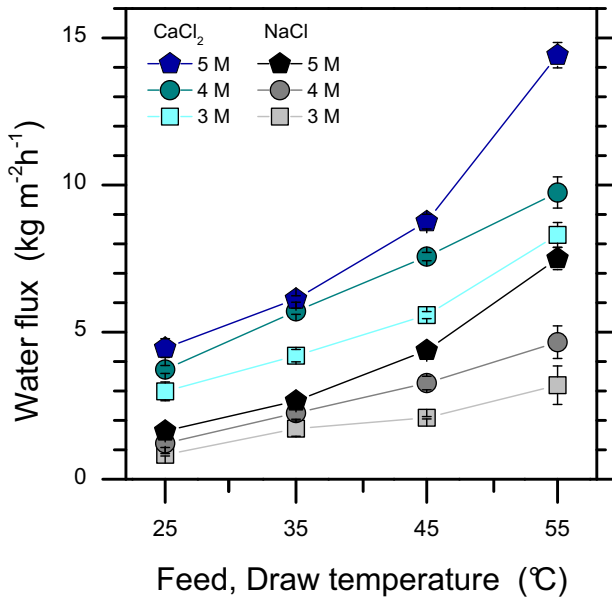 CaCl₂ NaCl
5 M 5 M
4 M 4 M
3 M 3 M
15
10
5
0
25 35 45 55
Water flux (kg m⁻²h⁻¹)
Feed, Draw temperature (°C)